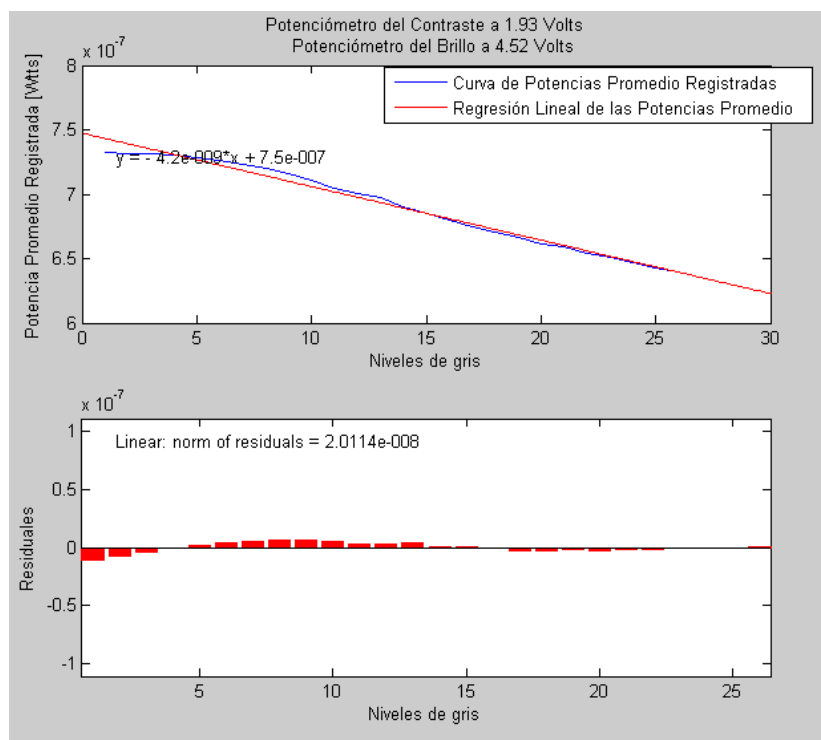 Potenciómetro del Contraste a 1.93 Volts
Potenciómetro del Brillo a 4.52 Volts
x 10^-7
Potencia Promedio Registrada [Wtts]
8
7.5
7
6.5
6
Curva de Potencias Promedio Registradas
Regresión Lineal de las Potencias Promedio
y = - 4.2e-009*x + 7.5e-007
0 5 10 15 20 25 30
Niveles de gris
x 10^-7
Residuales
1
0.5
0
-0.5
-1
Linear: norm of residuals = 2.0114e-008
5 10 15 20 25
Niveles de gris